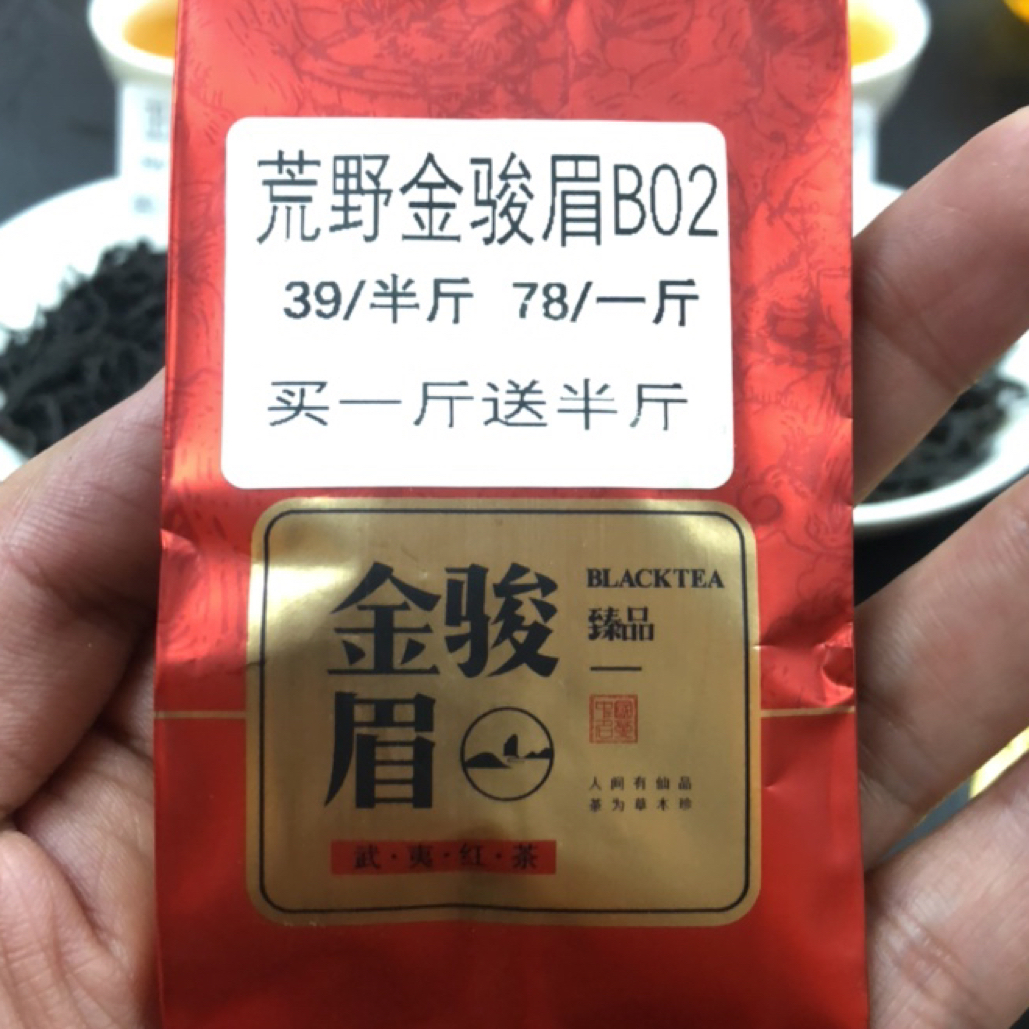 荒野金骏眉B02
39/半斤 78/一斤
买一斤送半斤
金骏
眉
BLACKTEA
臻品
人间有仙品
茶为草木珍
武·夷·红·茶